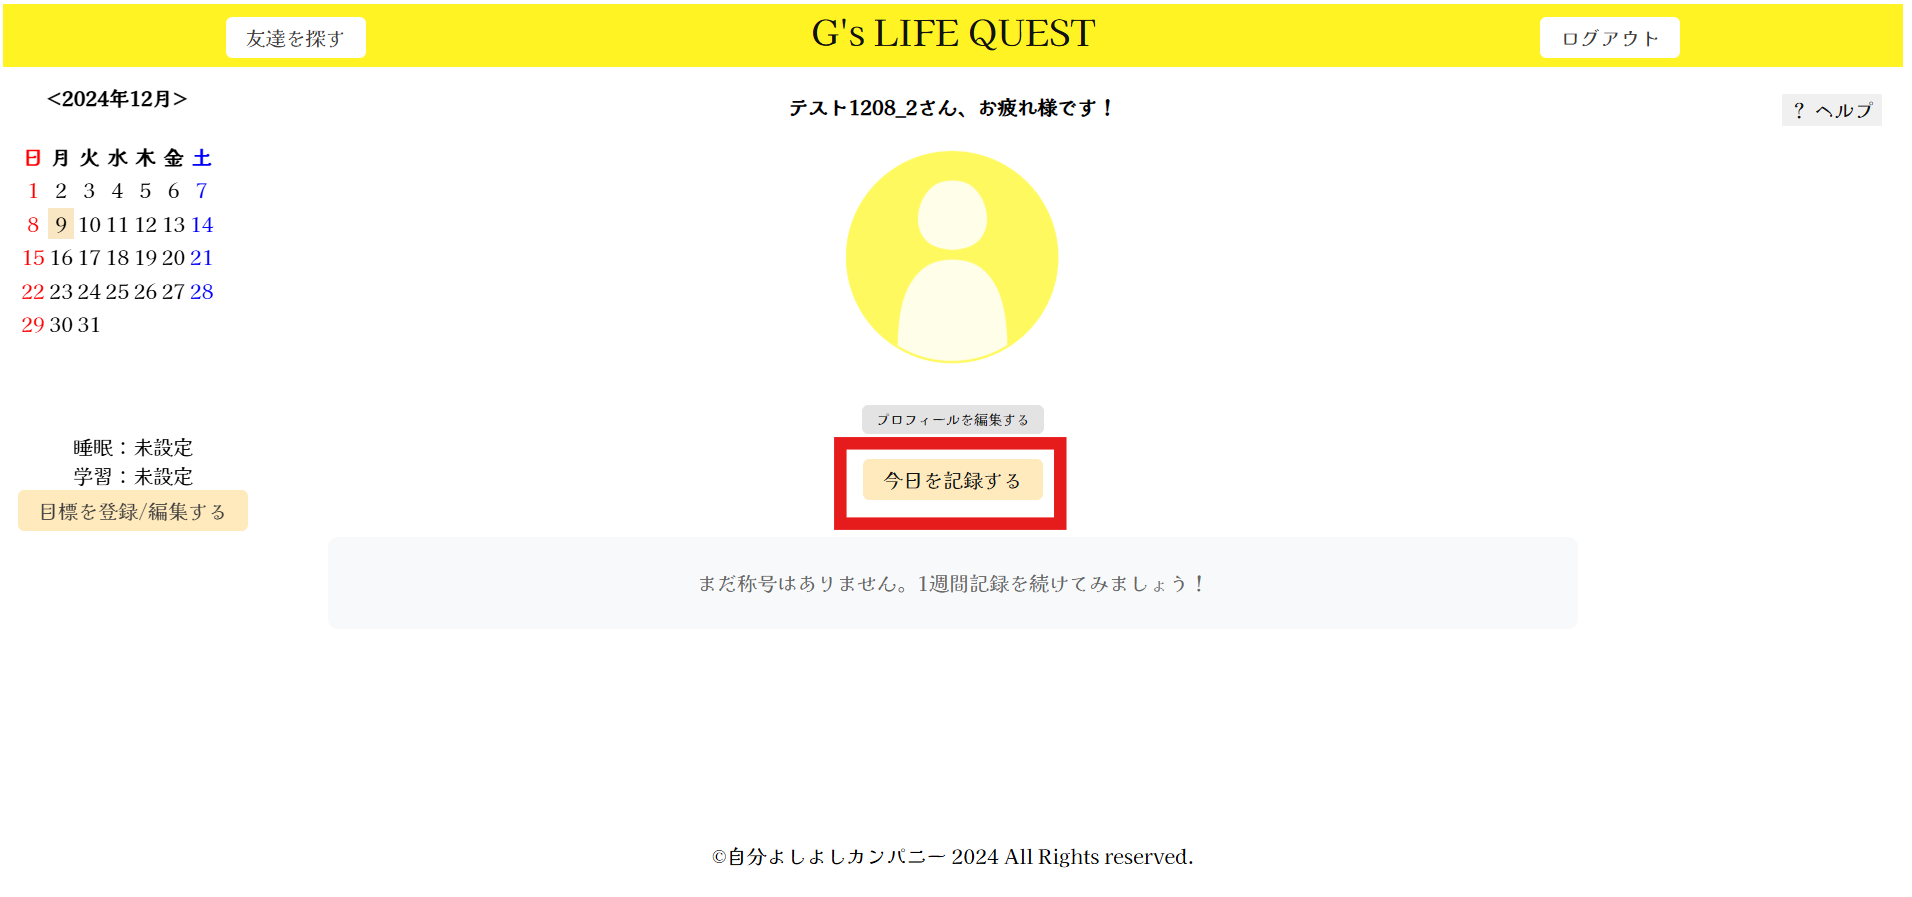 友達を探す
G's LIFE QUEST
ログアウト
<2024年12月>
テスト1208_2さん、お疲れ様です！
? ヘルプ
日 月 火 水 木 金 土
1 2 3 4 5 6 7
8 9 10 11 12 13 14
15 16 17 18 19 20 21
22 23 24 25 26 27 28
29 30 31
プロフィールを編集する
睡眠：未設定
学習：未設定
目標を登録/編集する
今日を記録する
まだ称号はありません。1週間記録を続けてみましょう！
©自分よしよしカンパニー 2024 All Rights reserved.